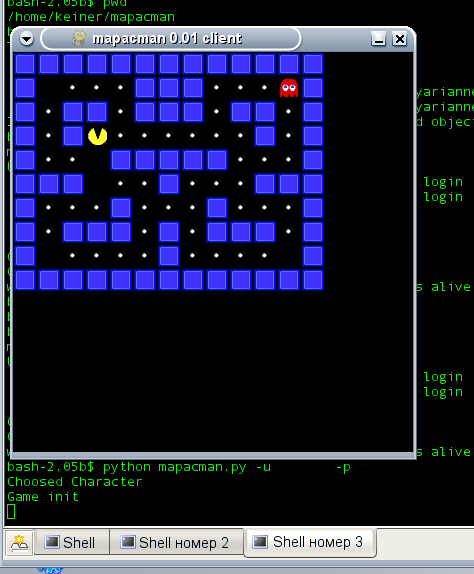 bash-2.05b$ pwd
/home/keiner/mapacman
mapacman 0.01 client
yarianne
yarianne
d object
login
login
s alive
login
login
s alive
bash-2.05b$ python mapacman.py -u -p
Choosed Character
Game init
Shell
Shell номер 2
Shell номер 3